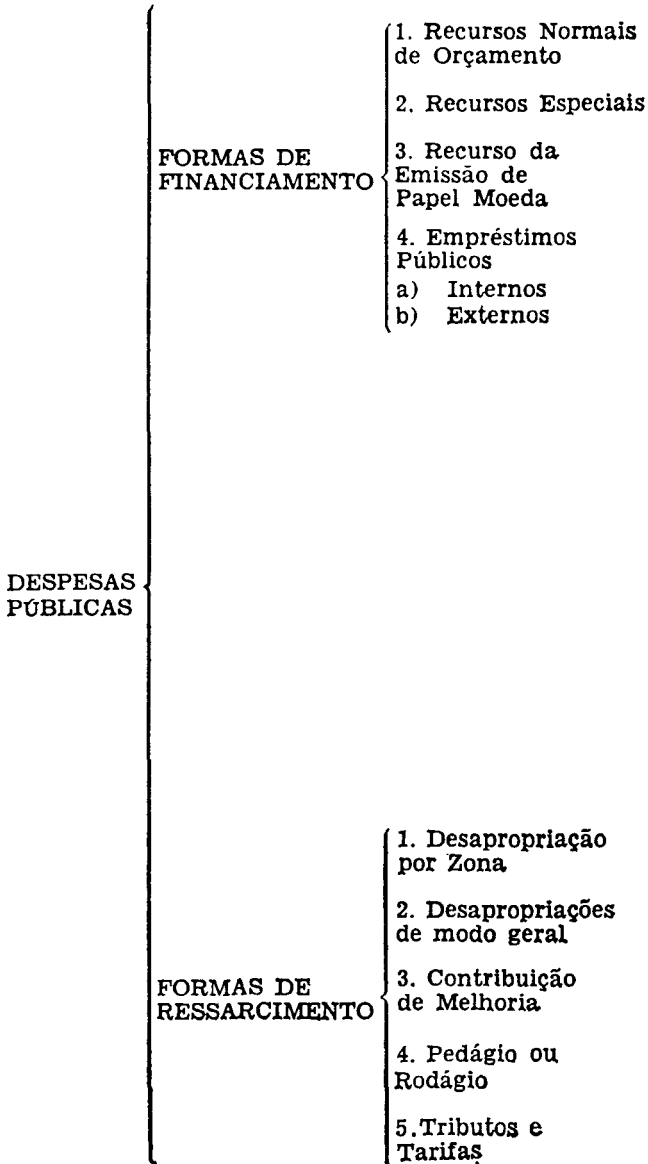 DESPESAS
PÚBLICAS
FORMAS DE
FINANCIAMENTO
1. Recursos Normais
de Orçamento
2. Recursos Especiais
3. Recurso da
Emissão de
Papel Moeda
4. Empréstimos
Públicos
a) Internos
b) Externos
FORMAS DE
RESSARCIMENTO
1. Desapropriação
por Zona
2. Desapropriações
de modo geral
3. Contribuição
de Melhoria
4. Pedágio ou
Rodágio
5.Tributos e
Tarifas